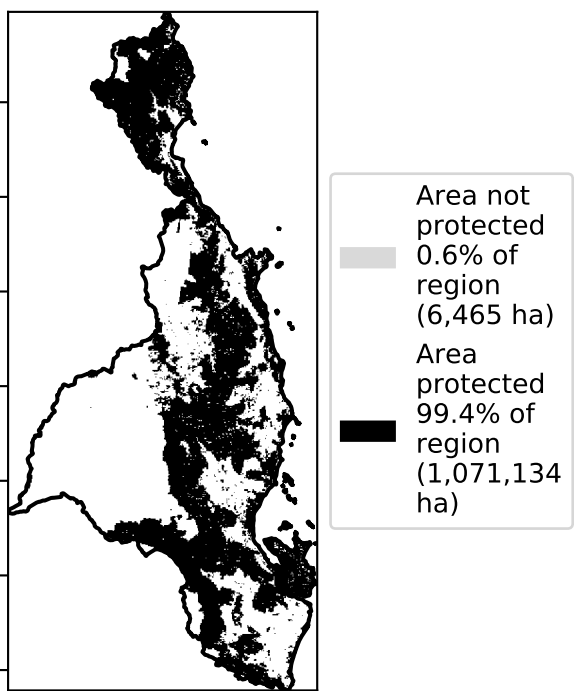 Area not
protected
0.6% of
region
(6,465 ha)
Area
protected
99.4% of
region
(1,071,134
ha)